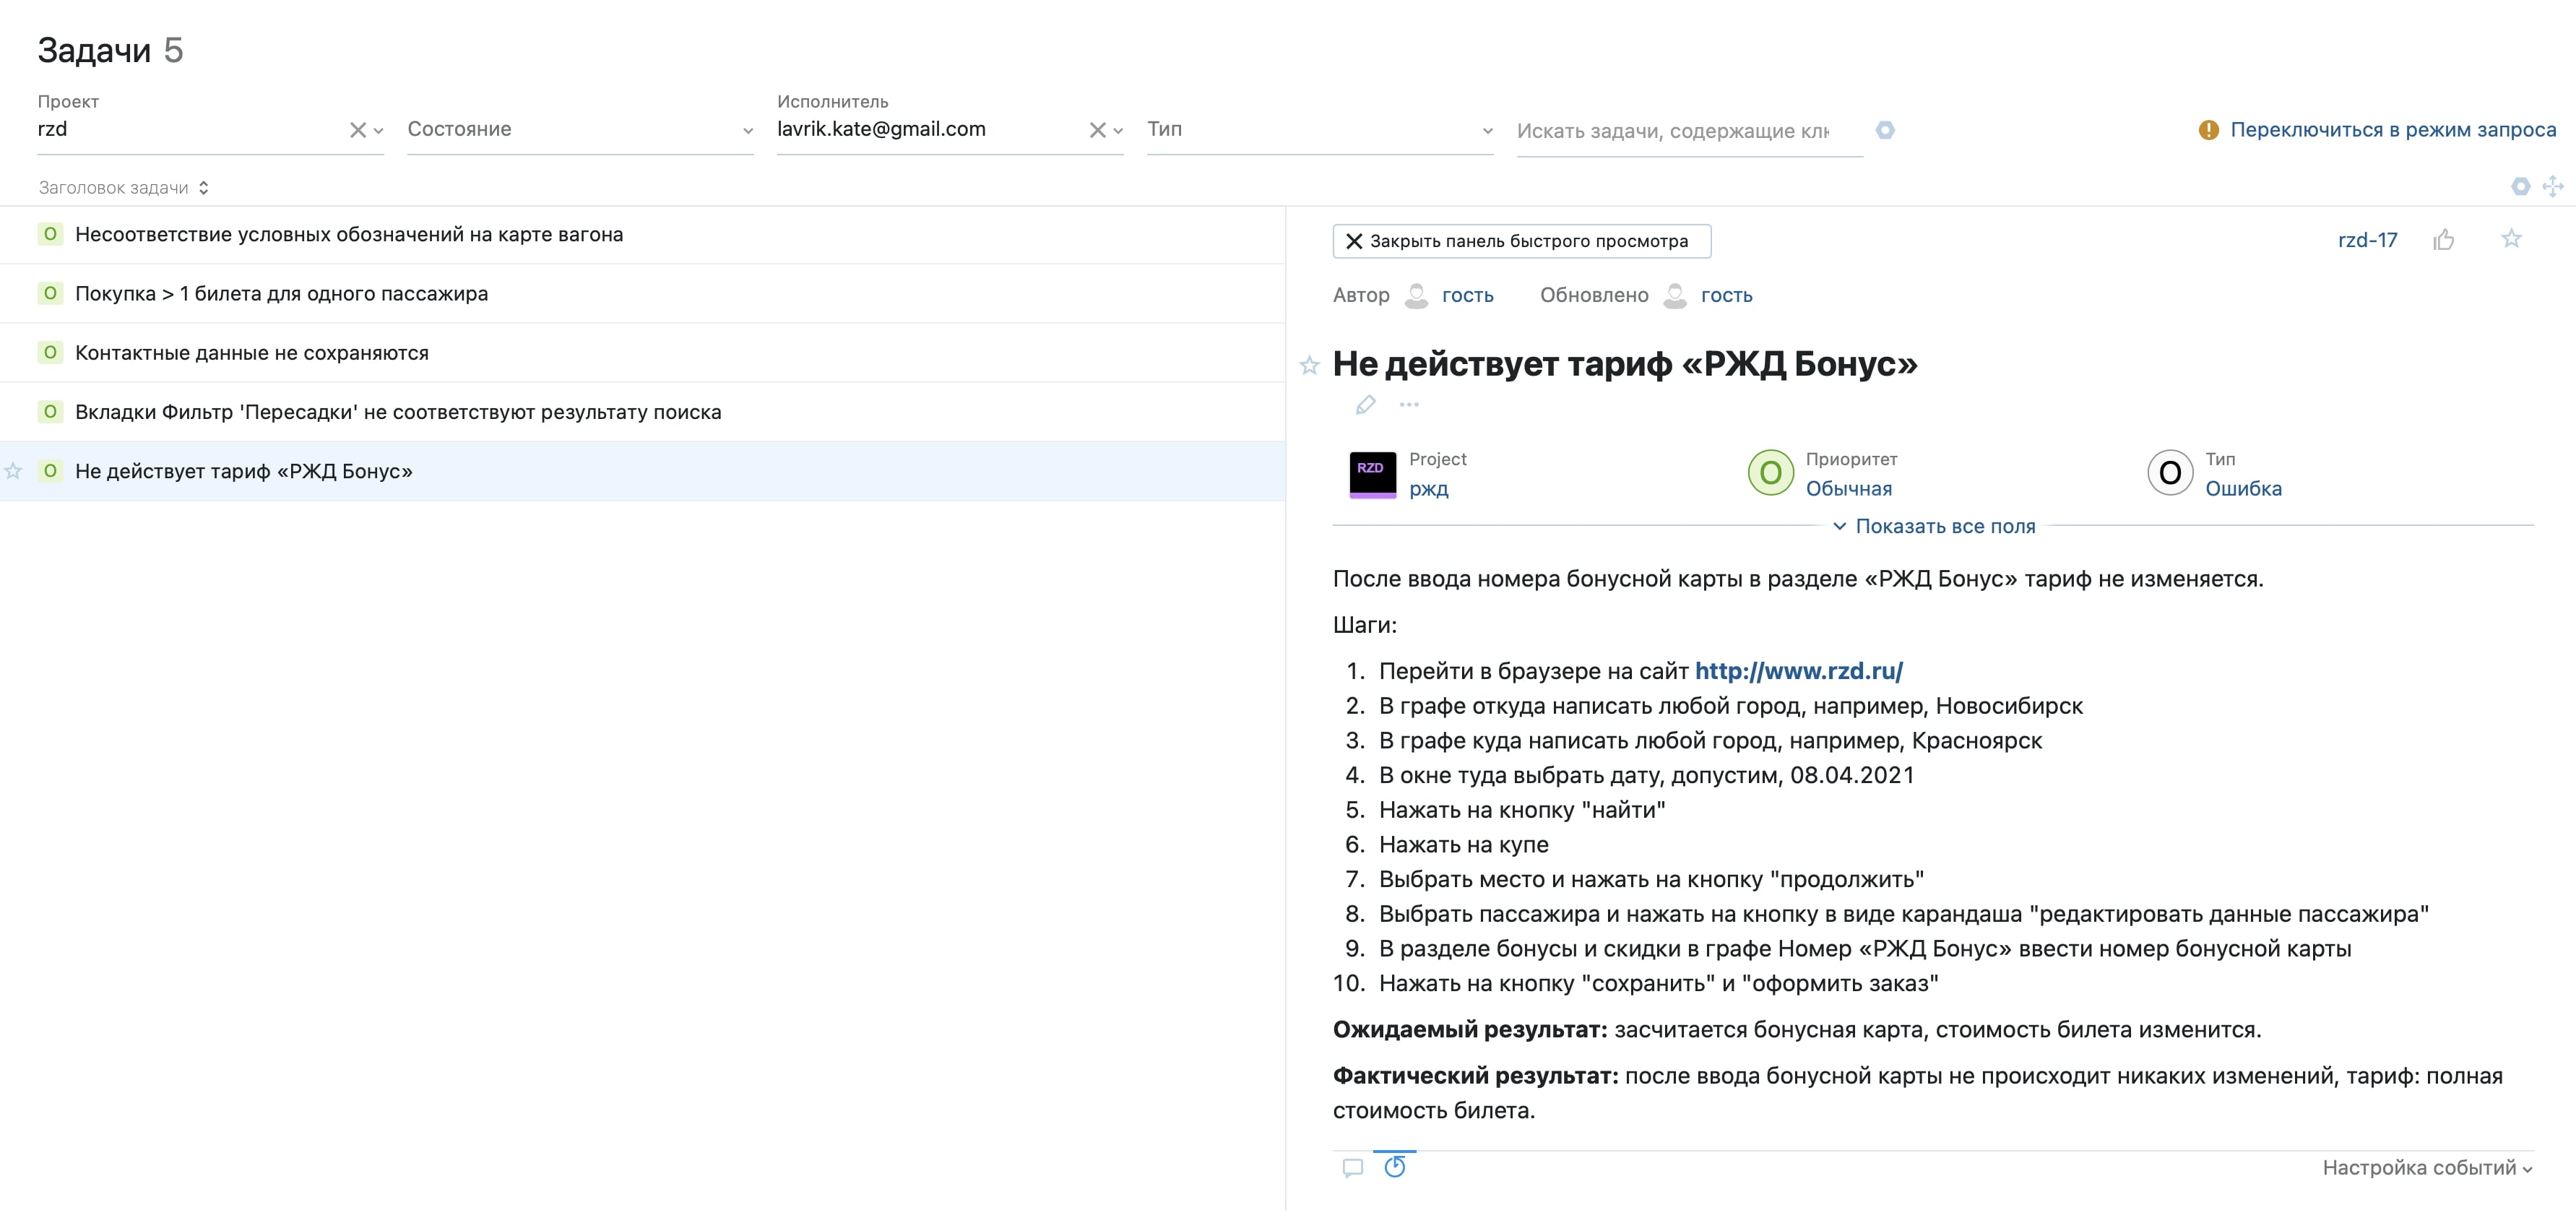 Задачи 5
Проект
rzd
Состояние
Исполнитель
lavrik.kate@gmail.com
Тип
Искать задачи, содержащие клю
Переключиться в режим запроса
Заголовок задачи
О Несоответствие условных обозначений на карте вагона
О Покупка > 1 билета для одного пассажира
О Контактные данные не сохраняются
О Вкладки Фильтр 'Пересадки' не соответствуют результату поиска
О Не действует тариф «РЖД Бонус»
Закрыть панель быстрого просмотра
rzd-17
Автор гость Обновлено гость
Не действует тариф «РЖД Бонус»
RZD
Project
ржд
О
Приоритет
Обычная
О
Тип
Ошибка
Показать все поля
После ввода номера бонусной карты в разделе «РЖД Бонус» тариф не изменяется.
Шаги:
1. Перейти в браузере на сайт http://www.rzd.ru/
2. В графе откуда написать любой город, например, Новосибирск
3. В графе куда написать любой город, например, Красноярск
4. В окне туда выбрать дату, допустим, 08.04.2021
5. Нажать на кнопку "найти"
6. Нажать на купе
7. Выбрать место и нажать на кнопку "продолжить"
8. Выбрать пассажира и нажать на кнопку в виде карандаша "редактировать данные пассажира"
9. В разделе бонусы и скидки в графе Номер «РЖД Бонус» ввести номер бонусной карты
10. Нажать на кнопку "сохранить" и "оформить заказ"
Ожидаемый результат: засчитается бонусная карта, стоимость билета изменится.
Фактический результат: после ввода бонусной карты не происходит никаких изменений, тариф: полная
стоимость билета.
Настройка событий